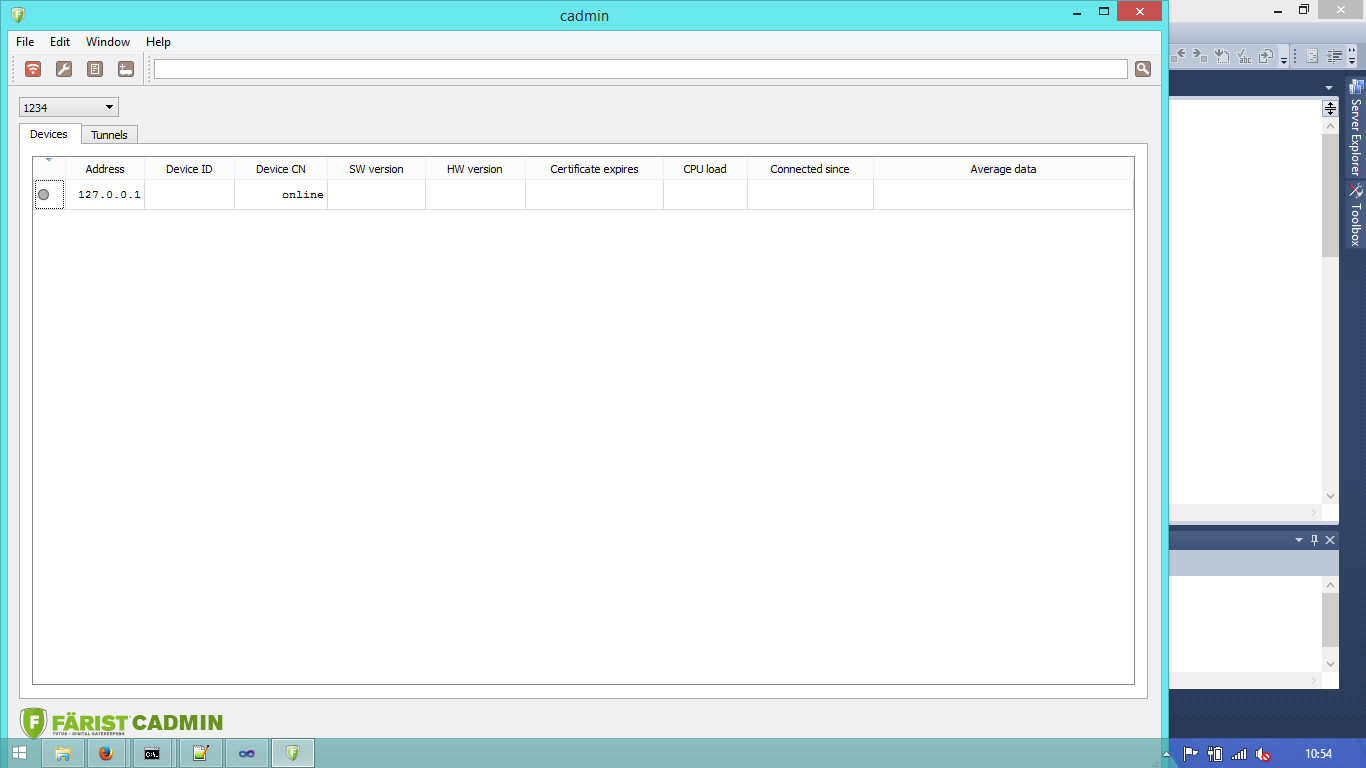 cadmin
File Edit Window Help
1234
Devices Tunnels
Address Device ID Device CN SW version HW version Certificate expires CPU load Connected since Average data
127.0.0.1 online
FÄRIST CADMIN
TUTUS - DIGITAL GATEKEEPERS
abc
Server Explorer
Toolbox
C:\.
10:54